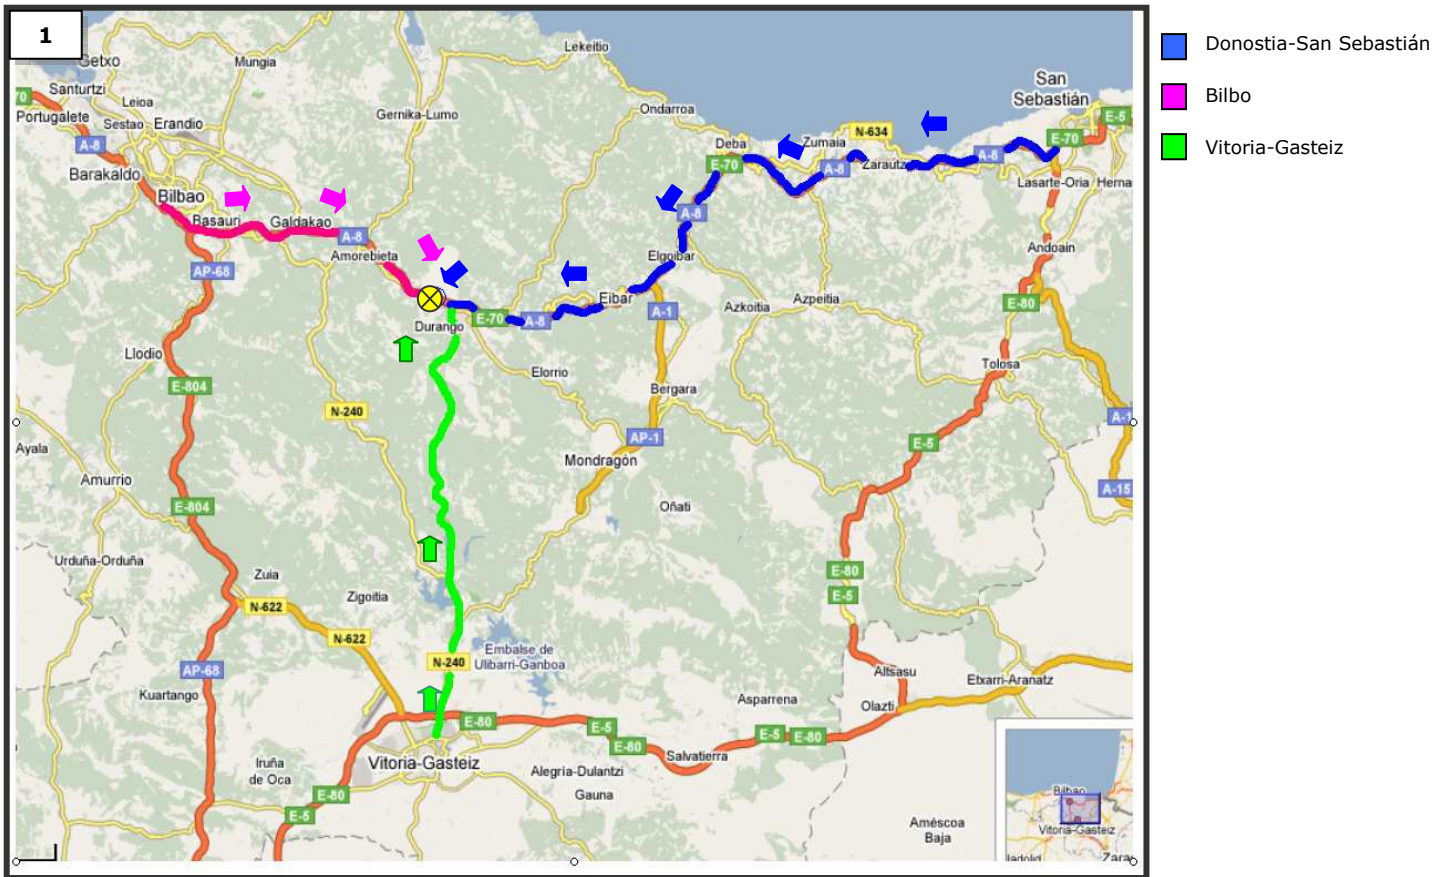 1
Getxo
Mungia
Lekeitio
Santurtzi
Leioa
70
Portugalete
Sestao
Erandio
Gernika-Lumo
Ondarroa
San
Sebastián
E-5
A-8
Barakaldo
Bilbao
Deba
Zumaia
N-634
E-70
E-70
A-8
A-8
Zarautz
Lasarte-Oria
Herna
Basauri
Galdakao
A-8
A-8
Amorebieta
Elgoibar
Andoain
AP-68
Eibar
Azkoitia
Azpeitia
E-80
A-1
E-70
A-8
Durango
Llodio
Elorrio
Tolosa
E-804
Bergara
N-240
A-1
AP-1
E-5
Ayala
Mondragón
Amurrio
A-15
E-804
Oñati
Urduña-Orduña
Zuia
E-80
Zigoitia
E-5
N-622
N-622
Embalse de
Ulibarri-Ganboa
N-240
AP-68
Altsasu
Etxarri-Aranatz
Kuartango
Asparrena
Olazti
E-80
E-5
E-80
E-5
E-80
Salvatierra
Iruña
de Oca
Vitoria-Gasteiz
Alegria-Dulantzi
Gauna
E-80
E-5
Améscoa
Baja
Bilbao
Vitoria-Gasteiz
ladolid
Zara
Donostia-San Sebastián
Bilbo
Vitoria-Gasteiz